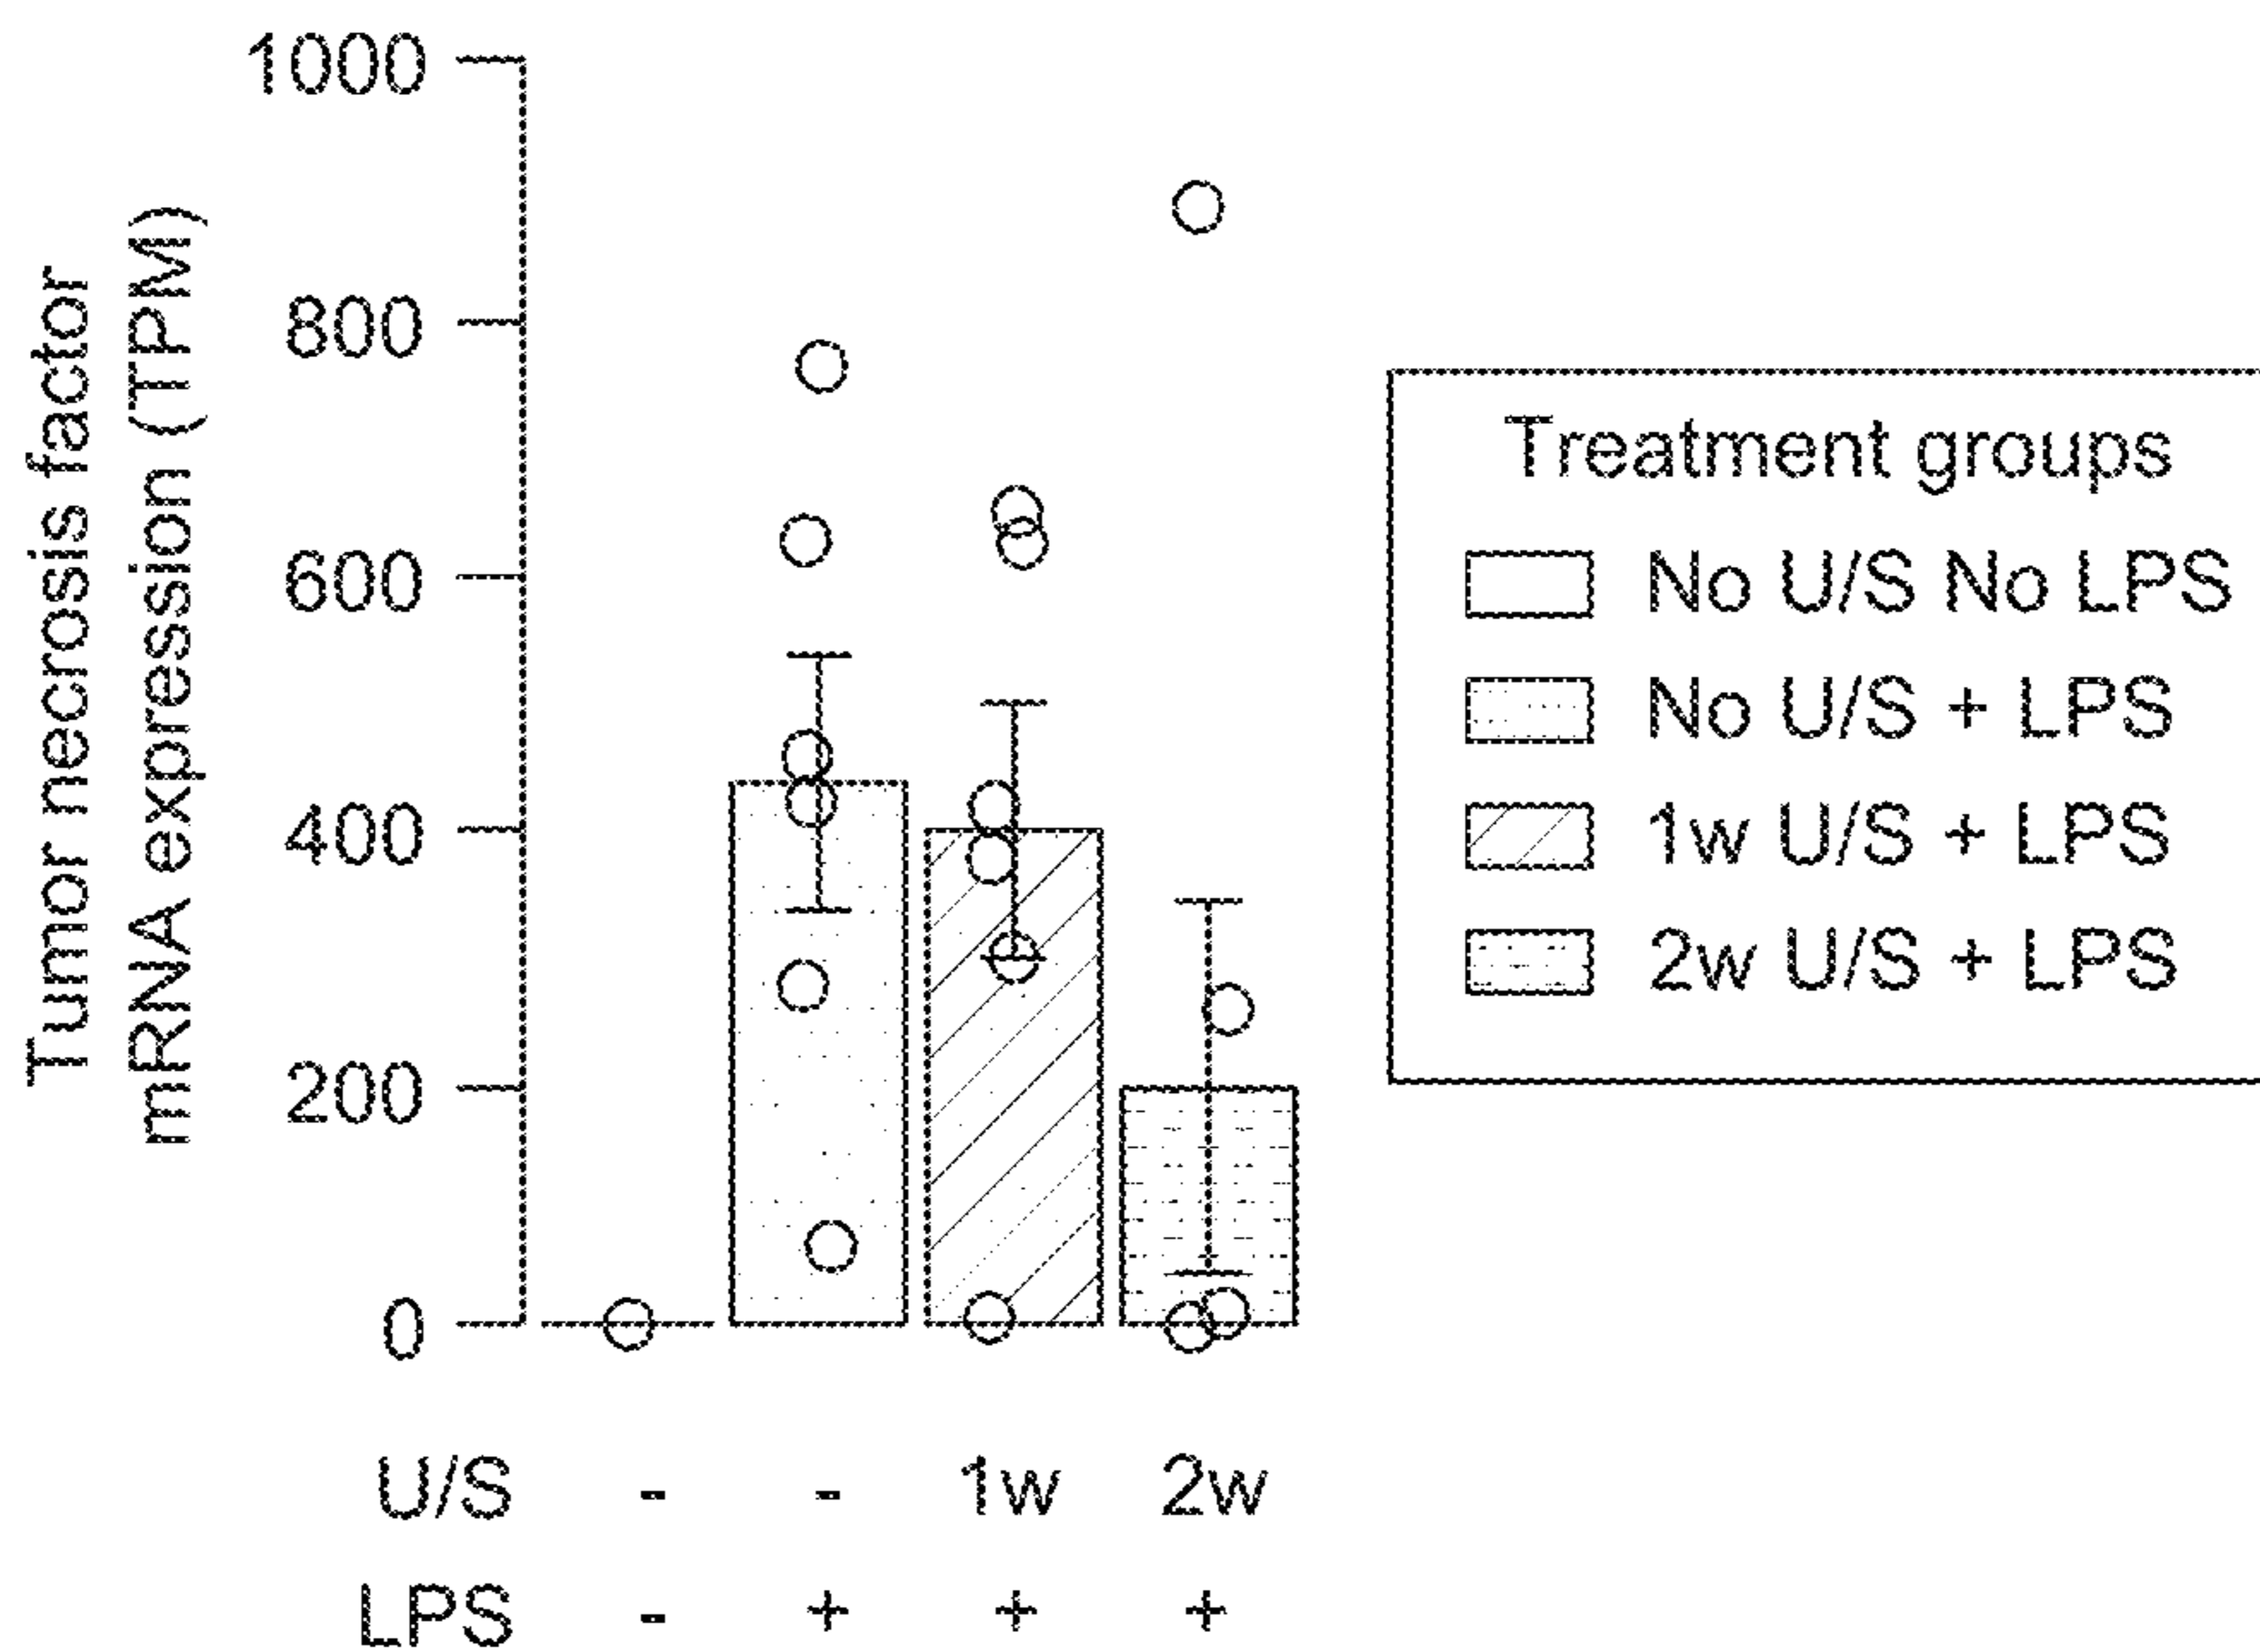 Tumor necrosis factor
mRNA expression (TPM)
1000
800
600
400
200
0
U/S - - 1w 2w
LPS - + + +
Treatment groups
No U/S No LPS
No U/S + LPS
1w U/S + LPS
2w U/S + LPS